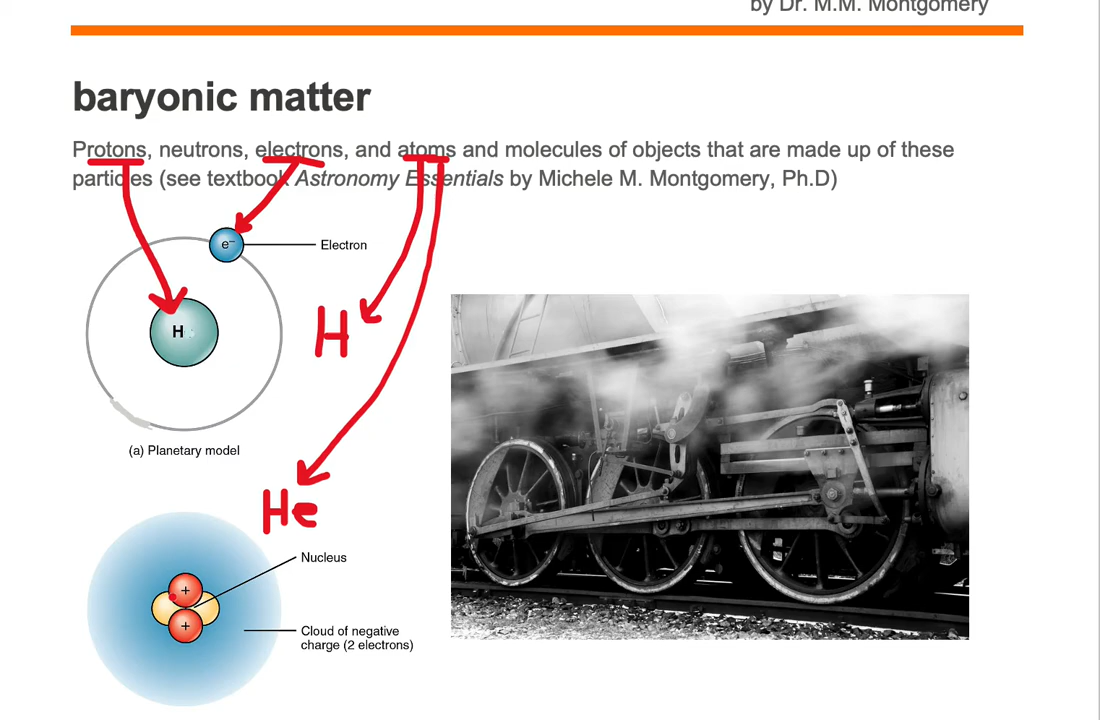 by Dr. M.M. Montgomery
baryonic matter
Protons, neutrons, electrons, and atoms and molecules of objects that are made up of these
particles (see textbook Astronomy Essentials by Michele M. Montgomery, Ph.D)
e–
Electron
H
H
(a) Planetary model
He
Nucleus
+
+
Cloud of negative
charge (2 electrons)